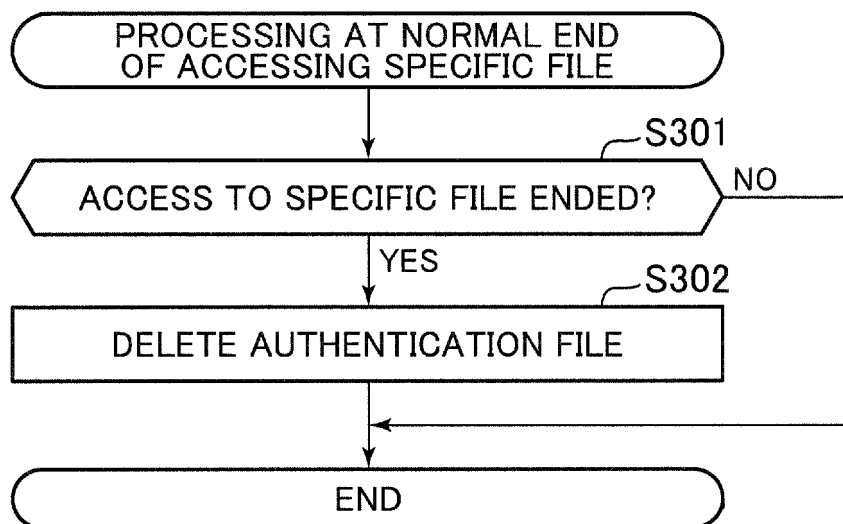 PROCESSING AT NORMAL END
OF ACCESSING SPECIFIC FILE
S301
ACCESS TO SPECIFIC FILE ENDED?
NO
YES
S302
DELETE AUTHENTICATION FILE
END